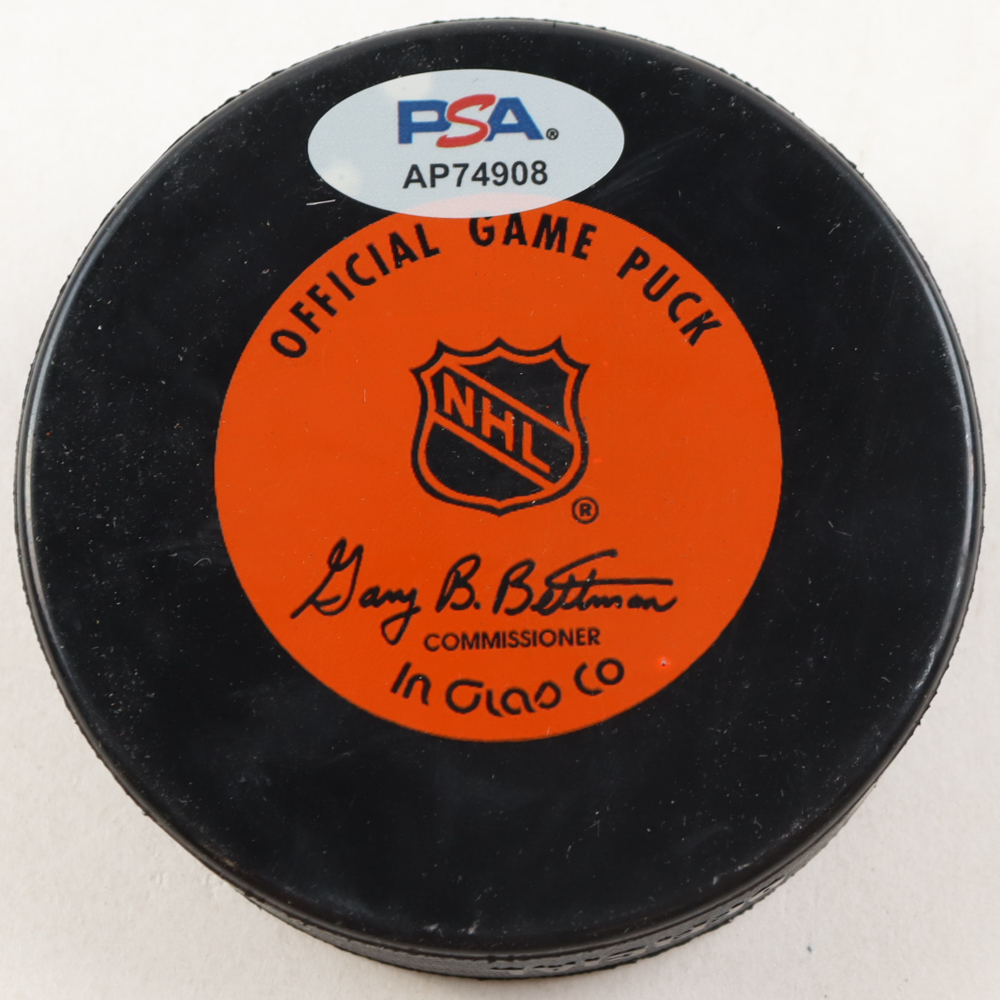 PSA®
AP74908
OFFICIAL GAME PUCK
NHL
®
Gary B. Bettman
COMMISSIONER
In Glas Co